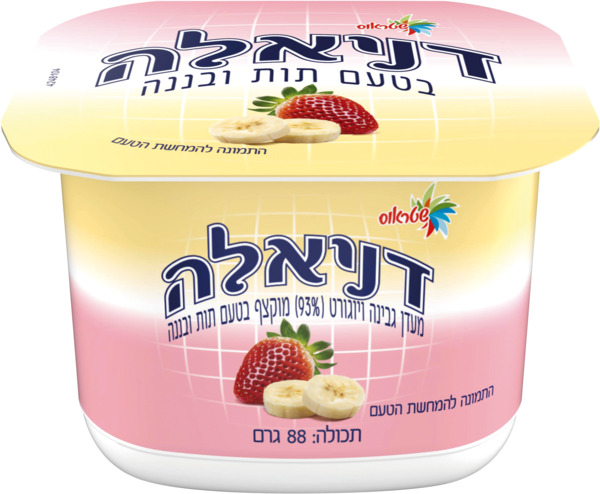 שטראוס
דניאלה
בטעם תות ובננה
התמונה להמחשת הטעם
4248104
שטראוס
דניאלה
מעדן גבינה ויוגורט (93%) מוקצף בטעם תות ובננה
התמונה להמחשת הטעם
תכולה: 88 גרם